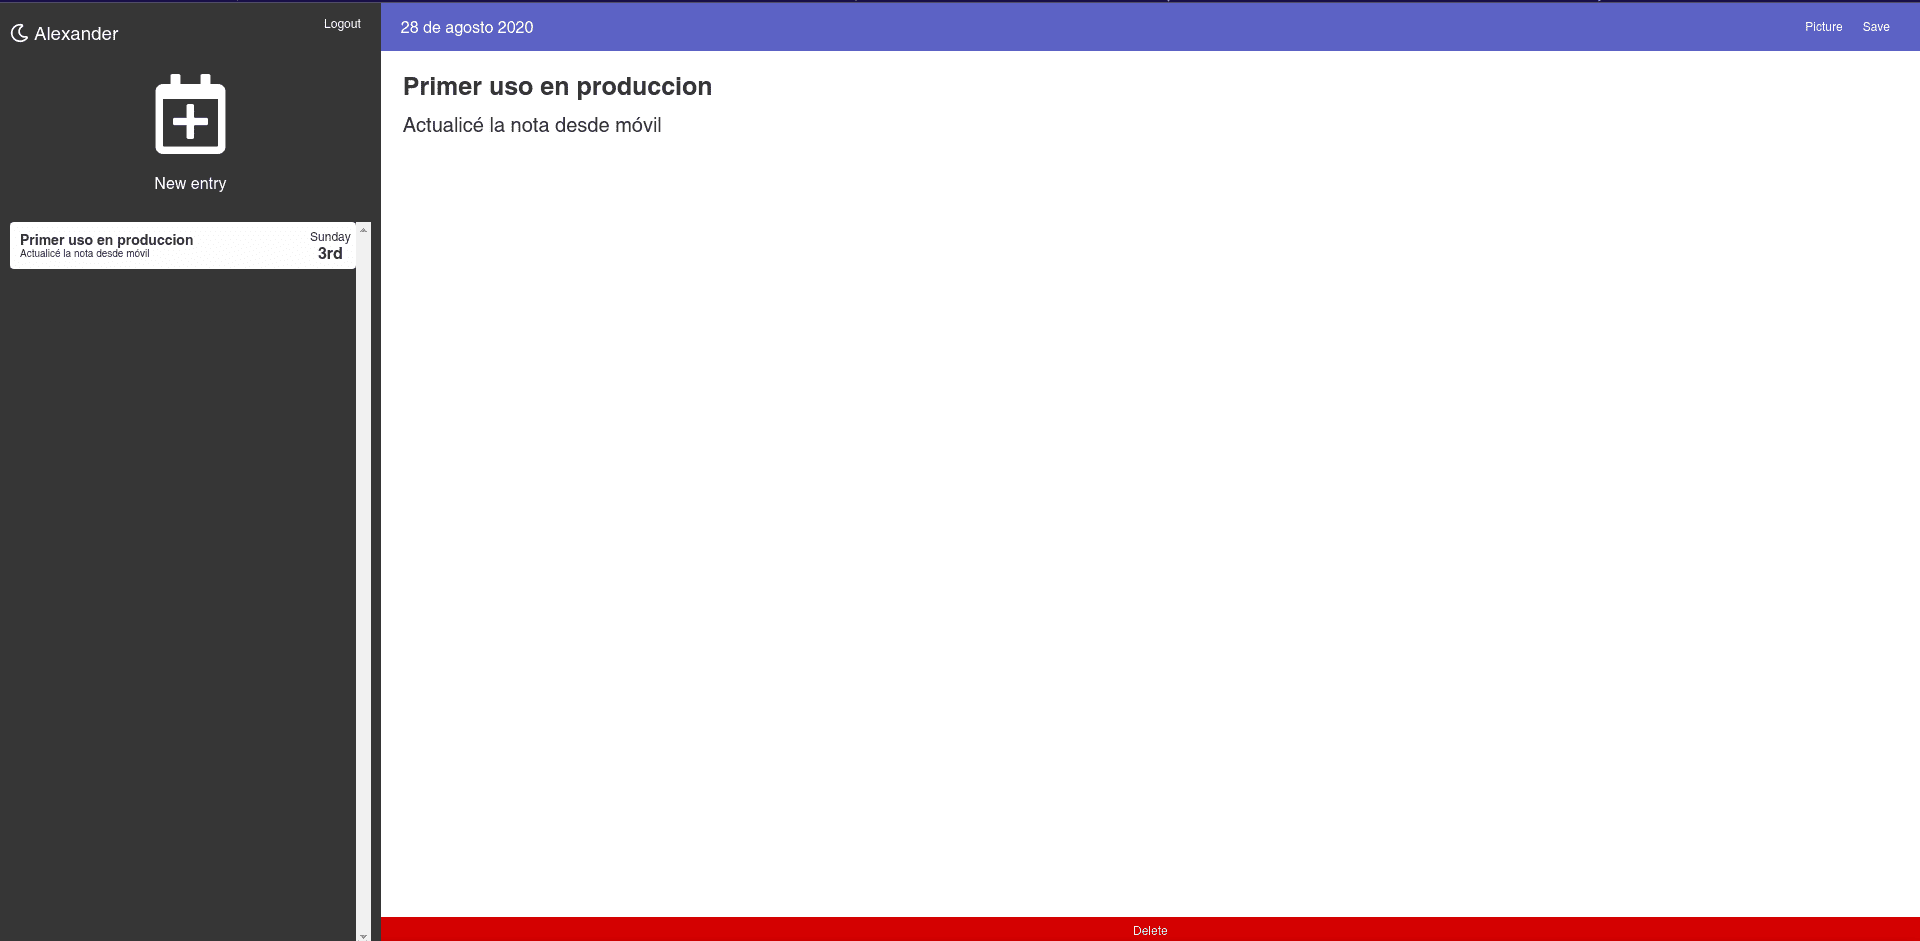 Alexander
Logout
New entry
Primer uso en produccion
Actualicé la nota desde móvil
Sunday
3rd
28 de agosto 2020
Picture
Save
Primer uso en produccion
Actualicé la nota desde móvil
Delete